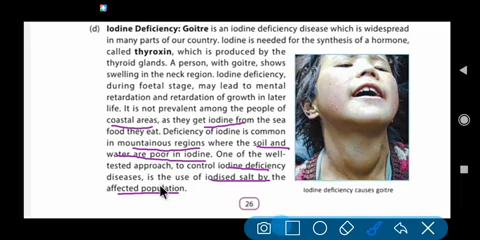 (d) Iodine Deficiency: Goitre is an iodine deficiency disease which is widespread
in many parts of our country. Iodine is needed for the synthesis of a hormone,
called thyroxin, which is produced by the
thyroid glands. A person, with goitre, shows
swelling in the neck region. Iodine deficiency,
during foetal stage, may lead to mental
retardation and retardation of growth in later
life. It is not prevalent among the people of
coastal areas, as they get iodine from the sea
food they eat. Deficiency of iodine is common
in mountainous regions where the soil and
water are poor in iodine. One of the well-
tested approach, to control iodine deficiency
diseases, is the use of iodised salt by the
affected population.
Iodine deficiency causes goitre
26